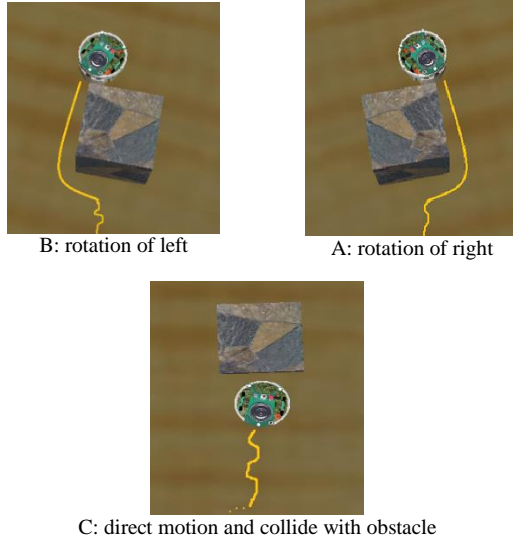 B: rotation of left
A: rotation of right
C: direct motion and collide with obstacle